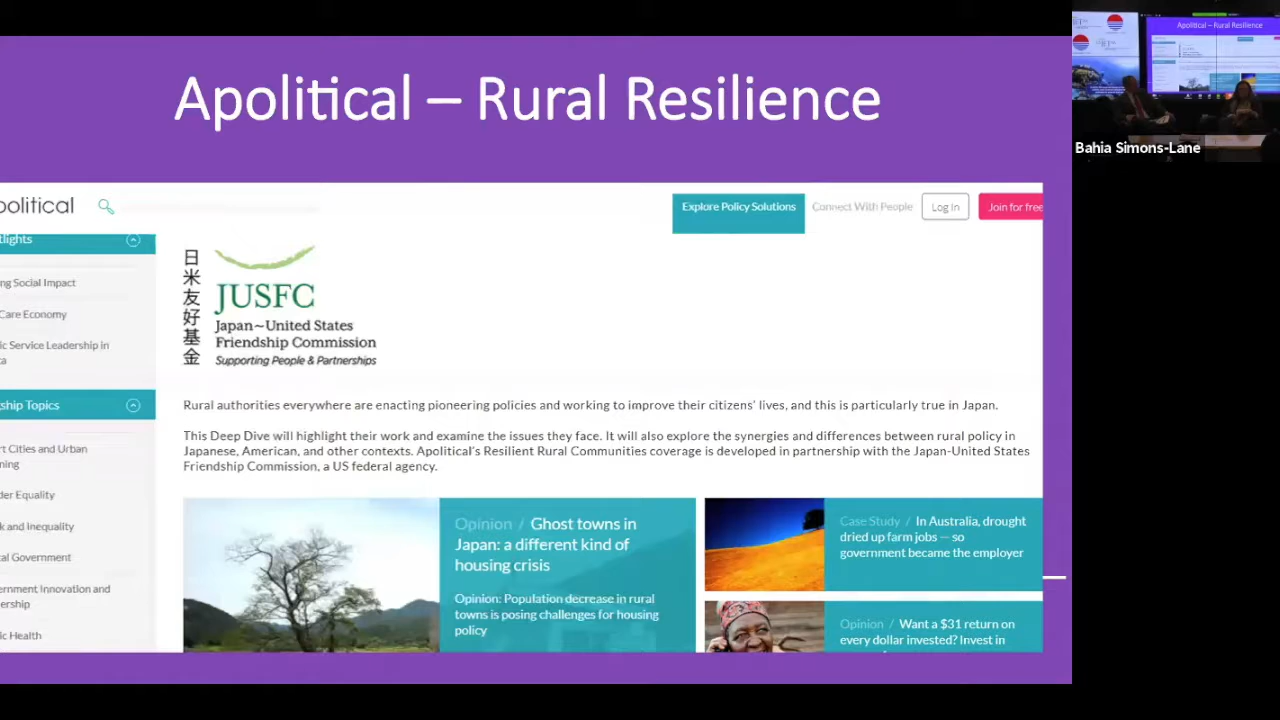 Apolitical – Rural Resilience
political
Explore Policy Solutions
Connect With People
Log In
Join for free
tlights
ng Social Impact
Care Economy
ic Service Leadership in
ca
ship Topics
rt Cities and Urban
ning
der Equality
k and Inequality
tal Government
ernment Innovation and
ership
ic Health
日米友好基金
JUSFC
Japan~United States
Friendship Commission
Supporting People & Partnerships
Rural authorities everywhere are enacting pioneering policies and working to improve their citizens' lives, and this is particularly true in Japan.
This Deep Dive will highlight their work and examine the issues they face. It will also explore the synergies and differences between rural policy in
Japanese, American, and other contexts. Apolitical's Resilient Rural Communities coverage is developed in partnership with the Japan-United States
Friendship Commission, a US federal agency.
Opinion / Ghost towns in
Japan: a different kind of
housing crisis
Opinion: Population decrease in rural
towns is posing challenges for housing
policy
Case Study / In Australia, drought
dried up farm jobs — so
government became the employer
Opinion / Want a $31 return on
every dollar invested? Invest in
Apolitical – Rural Resilience
Bahia Simons-Lane